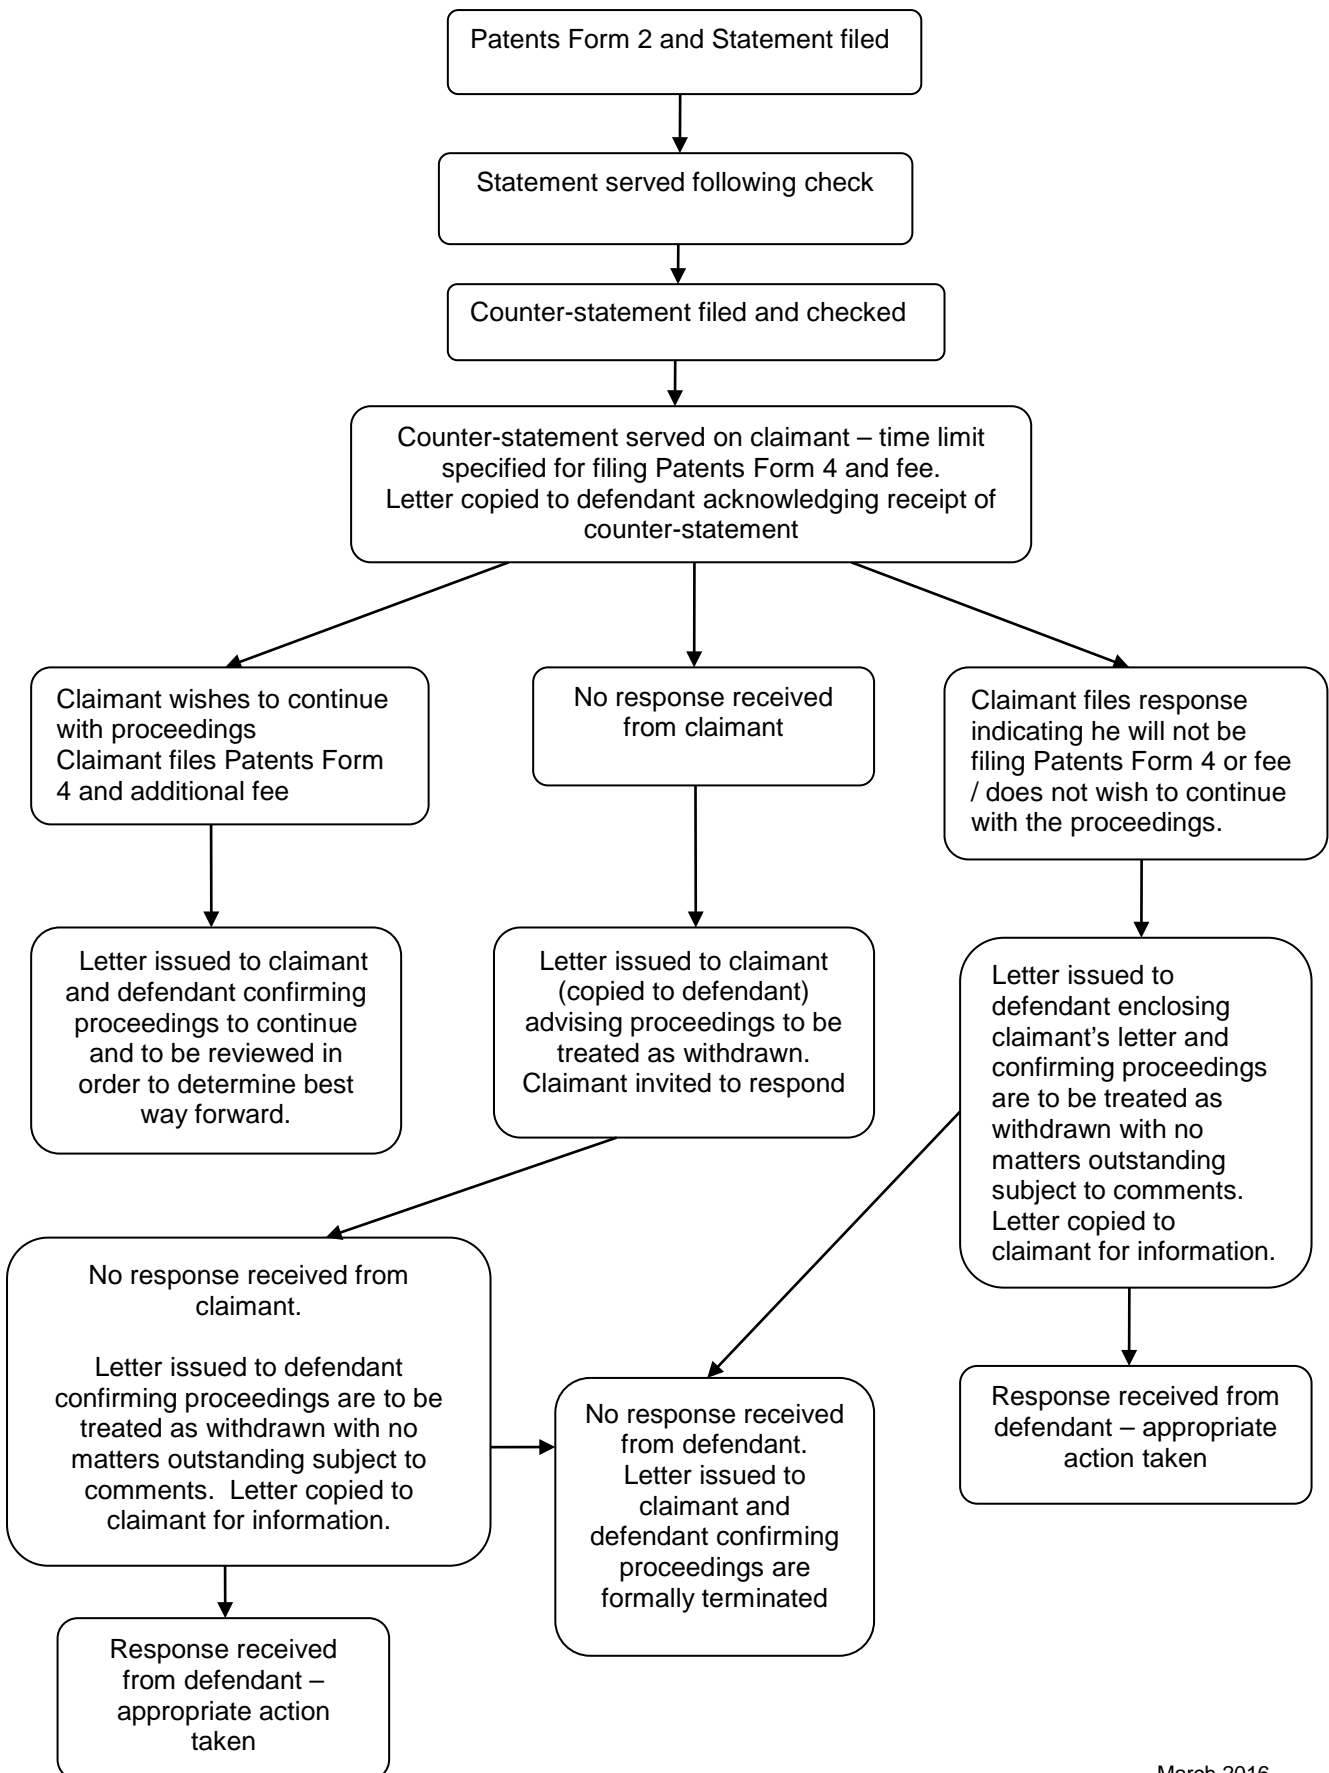 Patents Form 2 and Statement filed
Statement served following check
Counter-statement filed and checked
Counter-statement served on claimant – time limit
specified for filing Patents Form 4 and fee.
Letter copied to defendant acknowledging receipt of
counter-statement
Claimant wishes to continue
with proceedings
Claimant files Patents Form
4 and additional fee
No response received
from claimant
Claimant files response
indicating he will not be
filing Patents Form 4 or fee
/ does not wish to continue
with the proceedings.
Letter issued to claimant
and defendant confirming
proceedings to continue
and to be reviewed in
order to determine best
way forward.
Letter issued to claimant
(copied to defendant)
advising proceedings to be
treated as withdrawn.
Claimant invited to respond
Letter issued to
defendant enclosing
claimant’s letter and
confirming proceedings
are to be treated as
withdrawn with no
matters outstanding
subject to comments.
Letter copied to
claimant for information.
No response received from
claimant.
Letter issued to defendant
confirming proceedings are to be
treated as withdrawn with no
matters outstanding subject to
comments.  Letter copied to
claimant for information.
No response received
from defendant.
Letter issued to
claimant and
defendant confirming
proceedings are
formally terminated
Response received from
defendant – appropriate
action taken
Response received
from defendant –
appropriate action
taken
March 2016